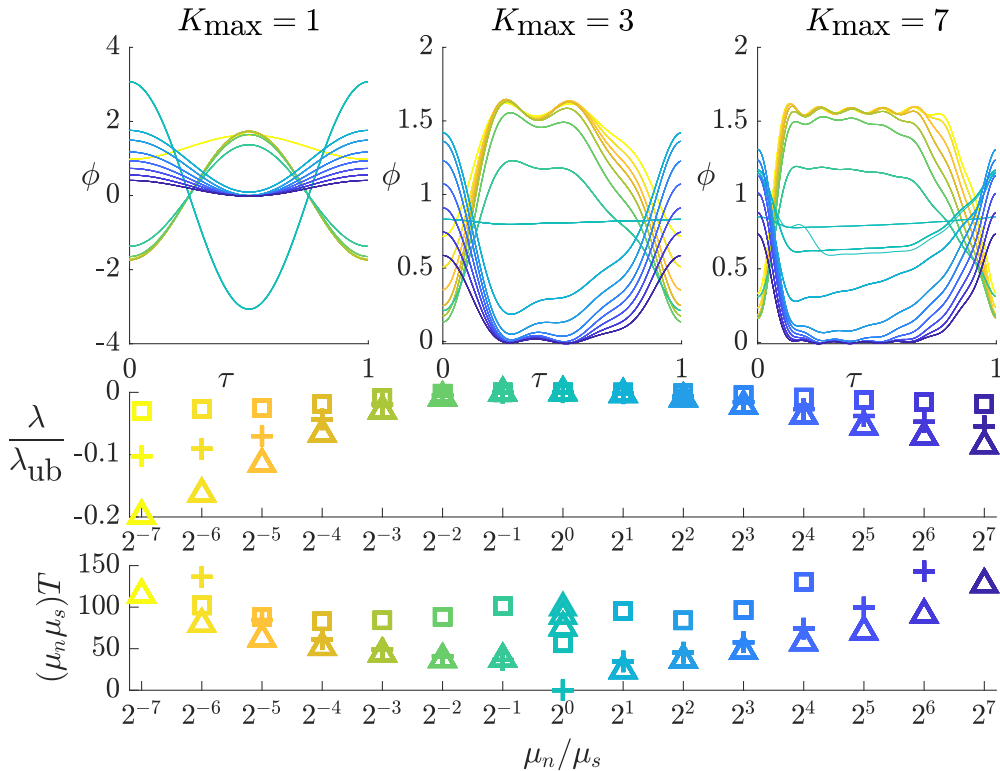 K_max = 1 K_max = 3 K_max = 7
4 2 2
2 1.5 1.5
ϕ 0 ϕ 1 ϕ 1
-2 0.5 0.5
-4 0 0
0 τ 1 0 τ 1 0 τ 1
0
λ/λ_ub -0.1
-0.2
2^{-7} 2^{-6} 2^{-5} 2^{-4} 2^{-3} 2^{-2} 2^{-1} 2^0 2^1 2^2 2^3 2^4 2^5 2^6 2^7
150
100
(μ_n μ_s)T 50
0
2^{-7} 2^{-6} 2^{-5} 2^{-4} 2^{-3} 2^{-2} 2^{-1} 2^0 2^1 2^2 2^3 2^4 2^5 2^6 2^7
μ_n/μ_s